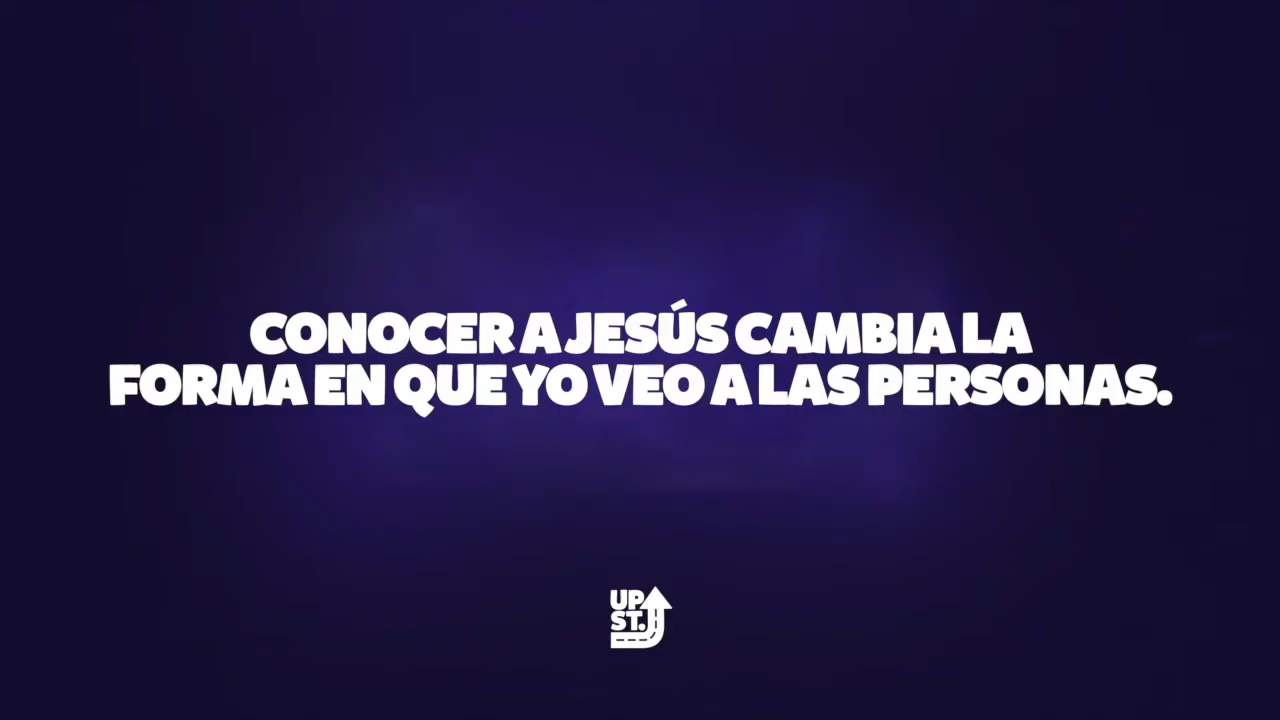 CONOCER A JESÚS CAMBIA LA
FORMA EN QUE YO VEO A LAS PERSONAS.
UP
ST.